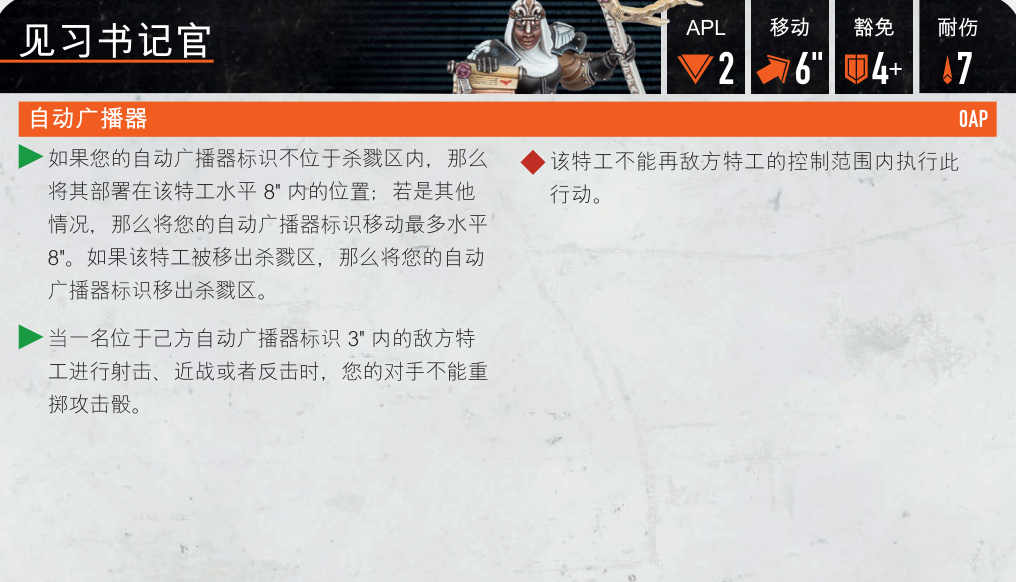 见习书记官
APL
2
移动
6"
豁免
4+
耐伤
7
自动广播器
0AP
如果您的自动广播器标识不位于杀戮区内，那么
将其部署在该特工水平 8" 内的位置；若是其他
情况，那么将您的自动广播器标识移动最多水平
8"。如果该特工被移出杀戮区，那么将您的自动
广播器标识移出杀戮区。
当一名位于己方自动广播器标识 3" 内的敌方特
工进行射击、近战或者反击时，您的对手不能重
掷攻击骰。
该特工不能再敌方特工的控制范围内执行此
行动。